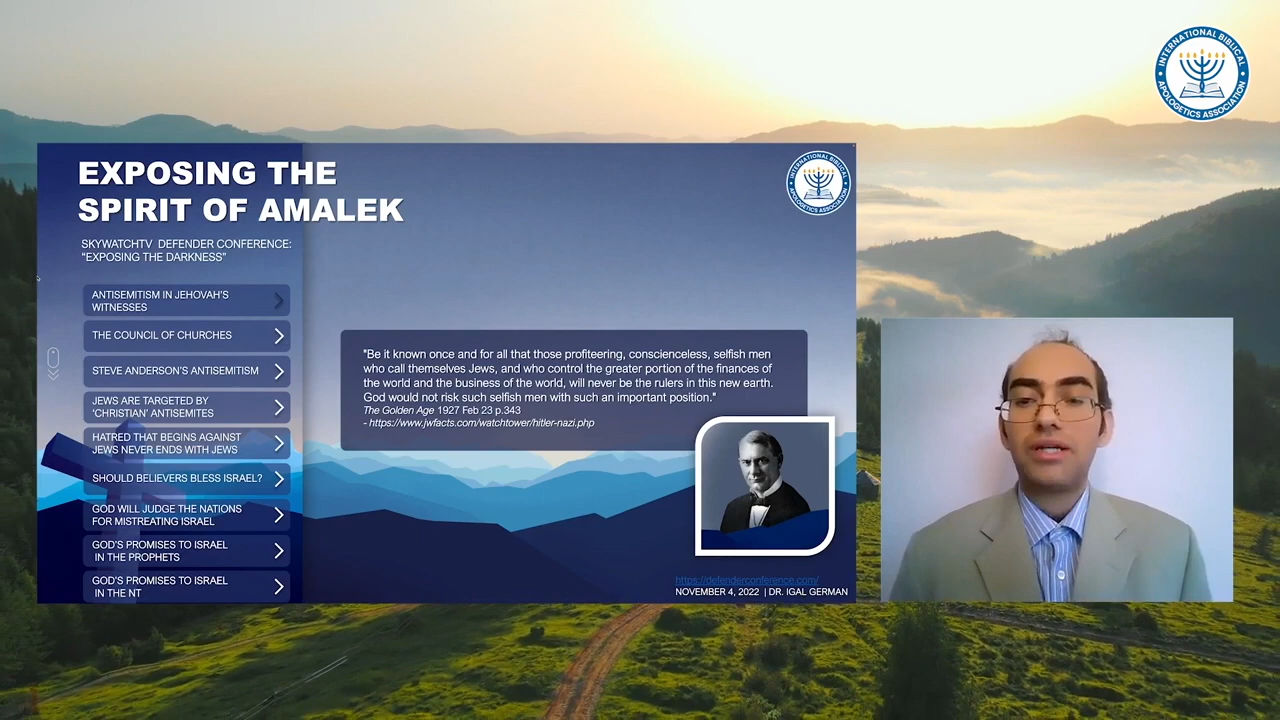 EXPOSING THE
SPIRIT OF AMALEK
SKYWATCHTV DEFENDER CONFERENCE:
"EXPOSING THE DARKNESS"
ANTISEMITISM IN JEHOVAH'S
WITNESSES
THE COUNCIL OF CHURCHES
STEVE ANDERSON'S ANTISEMITISM
JEWS ARE TARGETED BY
'CHRISTIAN' ANTISEMITES
HATRED THAT BEGINS AGAINST
JEWS NEVER ENDS WITH JEWS
SHOULD BELIEVERS BLESS ISRAEL?
GOD WILL JUDGE THE NATIONS
FOR MISTREATING ISRAEL
GOD'S PROMISES TO ISRAEL
IN THE PROPHETS
GOD'S PROMISES TO ISRAEL
IN THE NT
"Be it known once and for all that those profiteering, conscienceless, selfish men
who call themselves Jews, and who control the greater portion of the finances of
the world and the business of the world, will never be the rulers in this new earth.
God would not risk such selfish men with such an important position."
The Golden Age 1927 Feb 23 p.343
- https://www.jwfacts.com/watchtower/hitler-nazi.php
https://defenderconference.com/
NOVEMBER 4, 2022 | DR. IGAL GERMAN
INTERNATIONAL BIBLICAL
APOLOGETICS ASSOCIATION
INTERNATIONAL BIBLICAL
APOLOGETICS ASSOCIATION